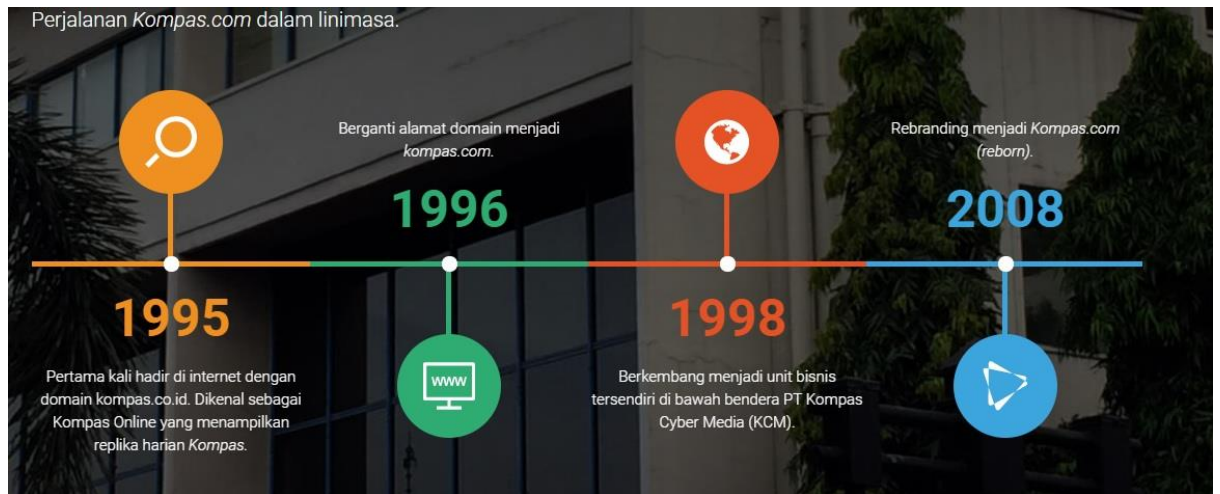 Perjalanan Kompas.com dalam linimasa.
1995
Pertama kali hadir di internet dengan
domain kompas.co.id. Dikenal sebagai
Kompas Online yang menampilkan
replika harian Kompas.
Berganti alamat domain menjadi
kompas.com.
1996
WWW
1998
Berkembang menjadi unit bisnis
tersendiri di bawah bendera PT Kompas
Cyber Media (KCM).
Rebranding menjadi Kompas.com
(reborn).
2008